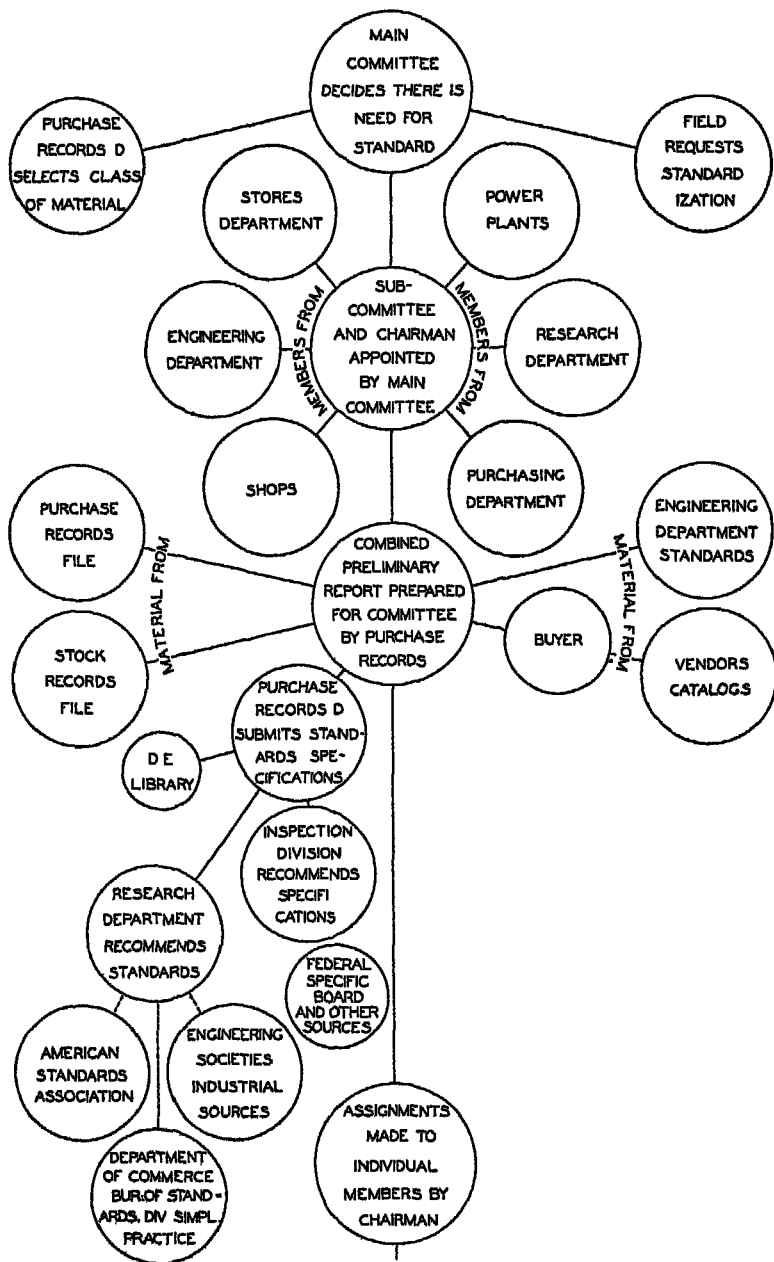 MAIN
COMMITTEE
DECIDES THERE IS
NEED FOR
STANDARD
PURCHASE
RECORDS D
SELECTS CLASS
OF MATERIAL
FIELD
REQUESTS
STANDARD
IZATION
STORES
DEPARTMENT
POWER
PLANTS
ENGINEERING
DEPARTMENT
MEMBERS FROM
SUB-
COMMITTEE
AND CHAIRMAN
APPOINTED
BY MAIN
COMMITTEE
MEMBERS FROM
RESEARCH
DEPARTMENT
SHOPS
PURCHASING
DEPARTMENT
PURCHASE
RECORDS
FILE
MATERIAL FROM
STOCK
RECORDS
FILE
COMBINED
PRELIMINARY
REPORT PREPARED
FOR COMMITTEE
BY PURCHASE
RECORDS
ENGINEERING
DEPARTMENT
STANDARDS
MATERIAL FROM
BUYER
VENDORS
CATALOGS
PURCHASE
RECORDS D
SUBMITS STAND-
ARDS SPE-
CIFICATIONS
D E
LIBRARY
INSPECTION
DIVISION
RECOMMENDS
SPECIFI
CATIONS
RESEARCH
DEPARTMENT
RECOMMENDS
STANDARDS
FEDERAL
SPECIFIC
BOARD
AND OTHER
SOURCES
AMERICAN
STANDARDS
ASSOCIATION
ENGINEERING
SOCIETIES
INDUSTRIAL
SOURCES
DEPARTMENT
OF COMMERCE
BUR. OF STAND-
ARDS. DIV SIMPL.
PRACTICE
ASSIGNMENTS
MADE TO
INDIVIDUAL
MEMBERS BY
CHAIRMAN